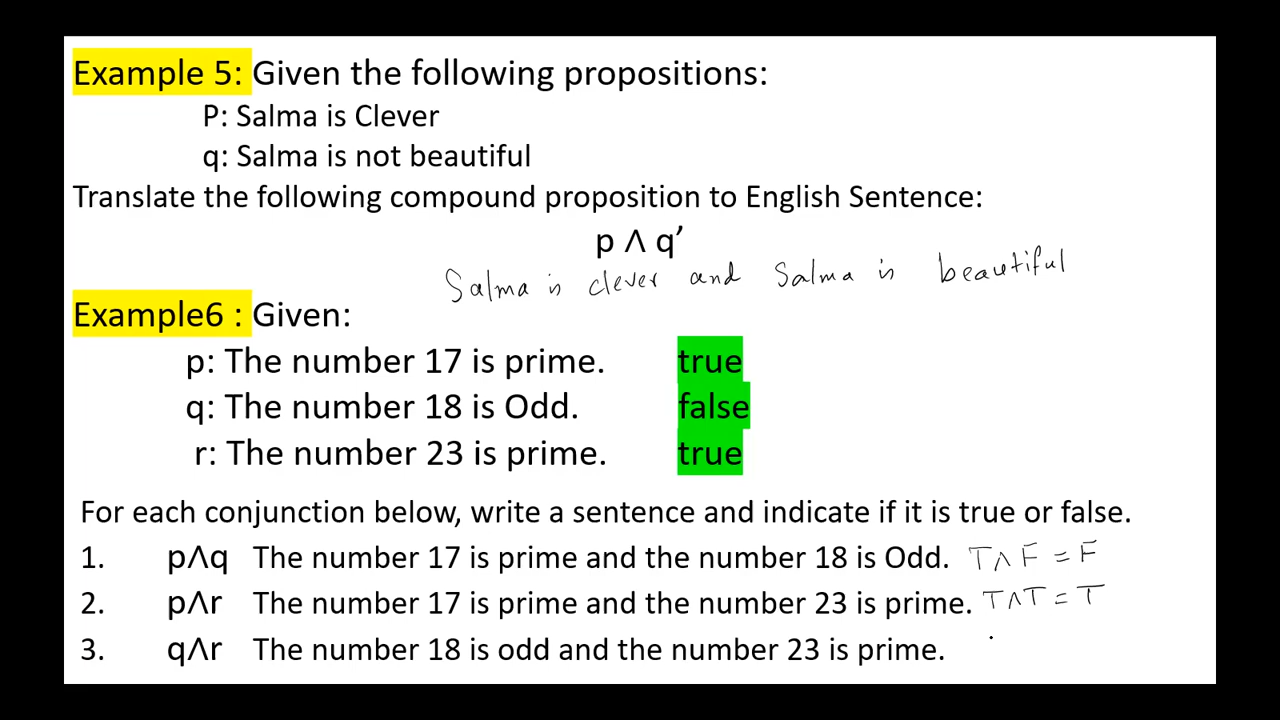 Example 5: Given the following propositions:
P: Salma is Clever
q: Salma is not beautiful
Translate the following compound proposition to English Sentence:
p Λ q’
Salma is clever and Salma is beautiful
Example6 : Given:
p: The number 17 is prime. true
q: The number 18 is Odd. false
r: The number 23 is prime. true
For each conjunction below, write a sentence and indicate if it is true or false.
1. pΛq The number 17 is prime and the number 18 is Odd. T∧F = F
2. pΛr The number 17 is prime and the number 23 is prime. T∧T = T
3. qΛr The number 18 is odd and the number 23 is prime.